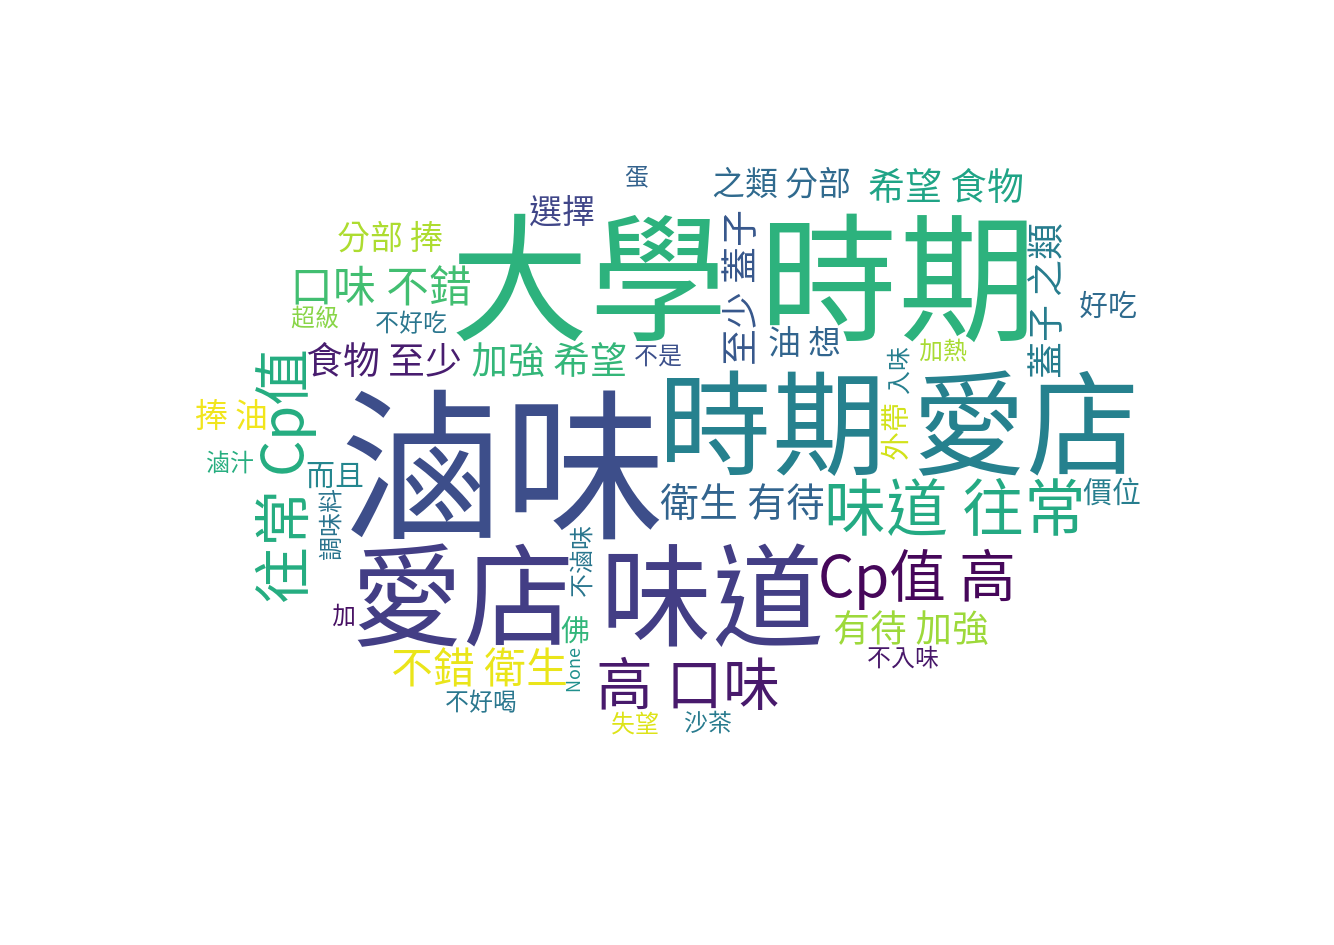 蛋
之類 分部
希望 食物
選擇
分部 捧
大學 時期
至少 蓋子
蓋子 之類
口味 不錯
超級
不好吃
好吃
油 想
食物 至少
加強 希望
不是
加熱
入味
往常 Cp值
捧 油
滷味
時期 愛店
外帶
滷汁
而且
調味料
衛生 有待
味道 往常
價位
愛店 味道
不滷味
Cp值 高
加
佛
有待 加強
不入味
不錯 衛生
None
高 口味
不好喝
失望
沙茶